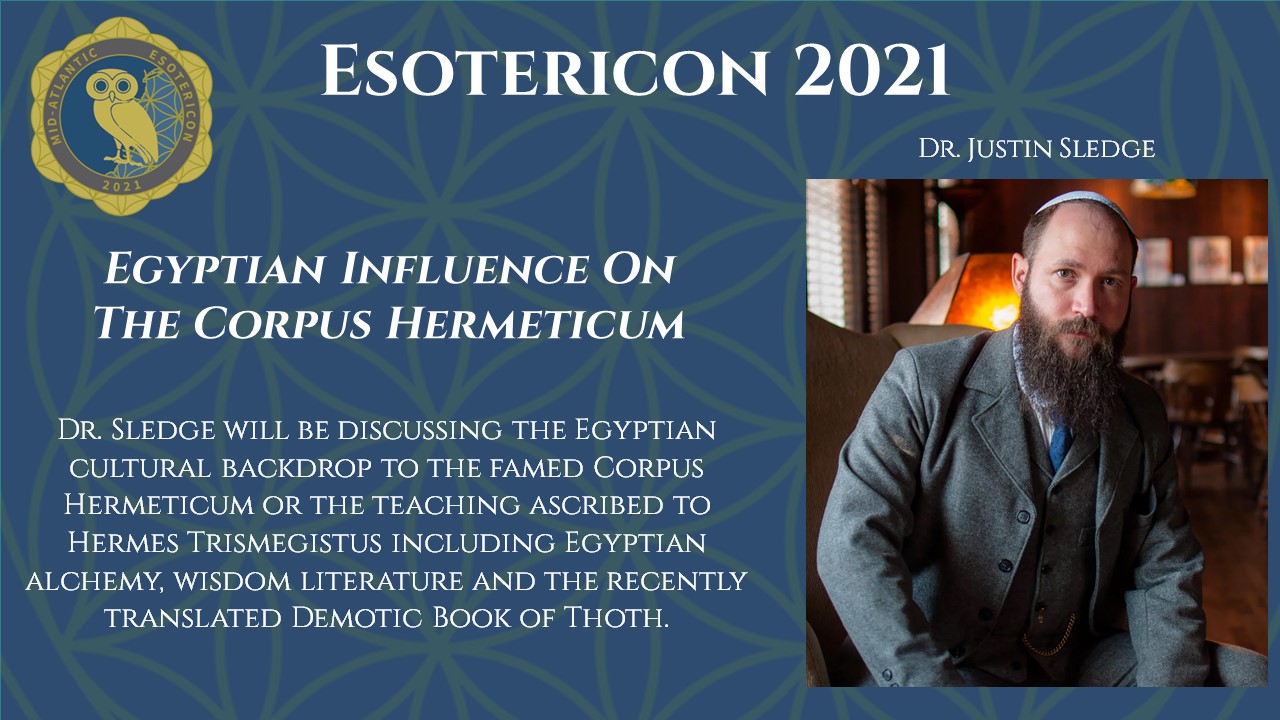 MID-ATLANTIC ESOTERICON
2021
ESOTERICON 2021
DR. JUSTIN SLEDGE
EGYPTIAN INFLUENCE ON
THE CORPUS HERMETICUM
DR. SLEDGE WILL BE DISCUSSING THE EGYPTIAN
CULTURAL BACKDROP TO THE FAMED CORPUS
HERMETICUM OR THE TEACHING ASCRIBED TO
HERMES TRISMEGISTUS INCLUDING EGYPTIAN
ALCHEMY, WISDOM LITERATURE AND THE RECENTLY
TRANSLATED DEMOTIC BOOK OF THOTH.